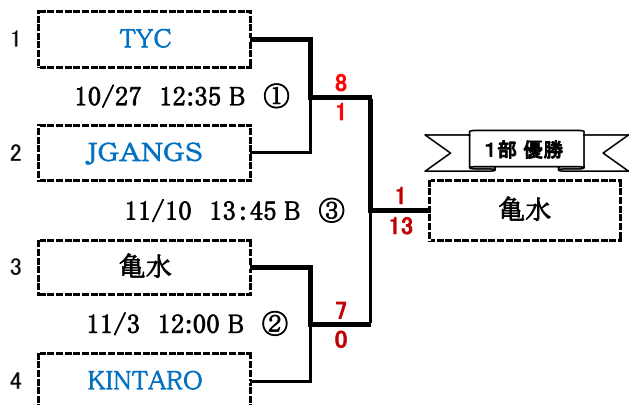 1 TYC
10/27 12:35 B ①
8
1
2 JGANGS
1部 優勝
11/10 13:45 B ③
1
13
亀水
3 亀水
11/3 12:00 B ②
7
0
4 KINTARO